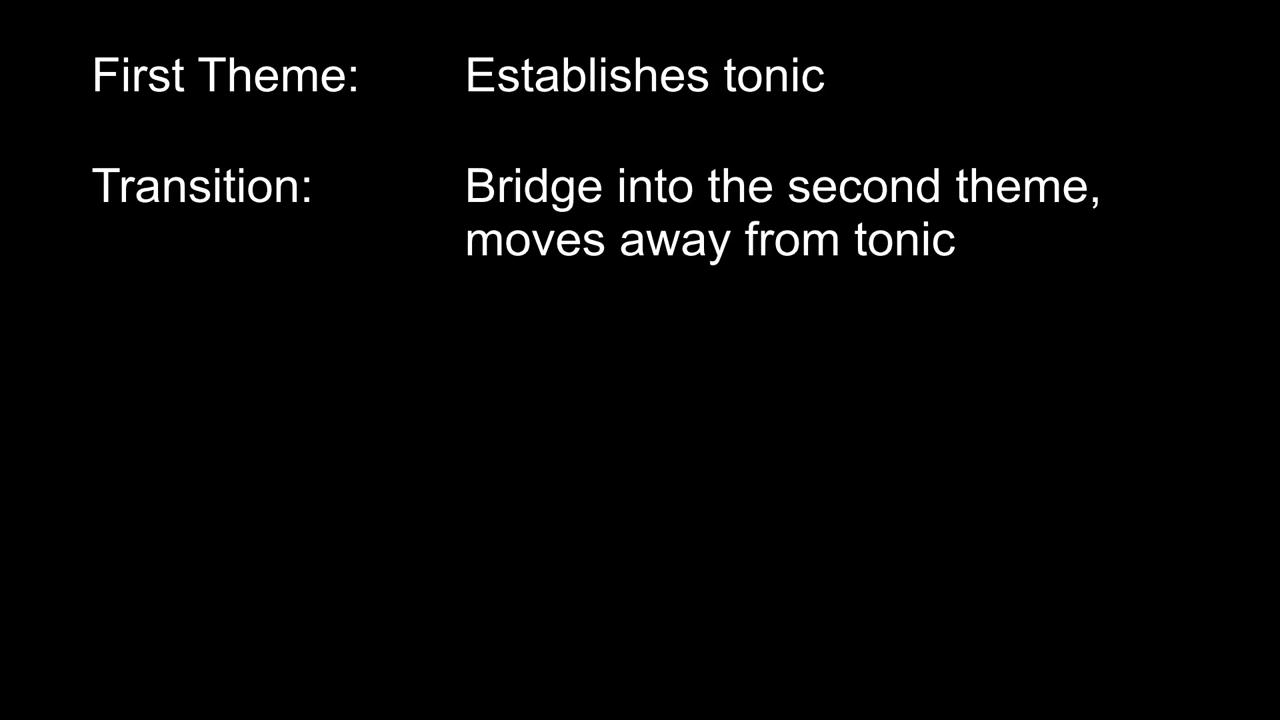 First Theme: Establishes tonic
Transition: Bridge into the second theme,
moves away from tonic